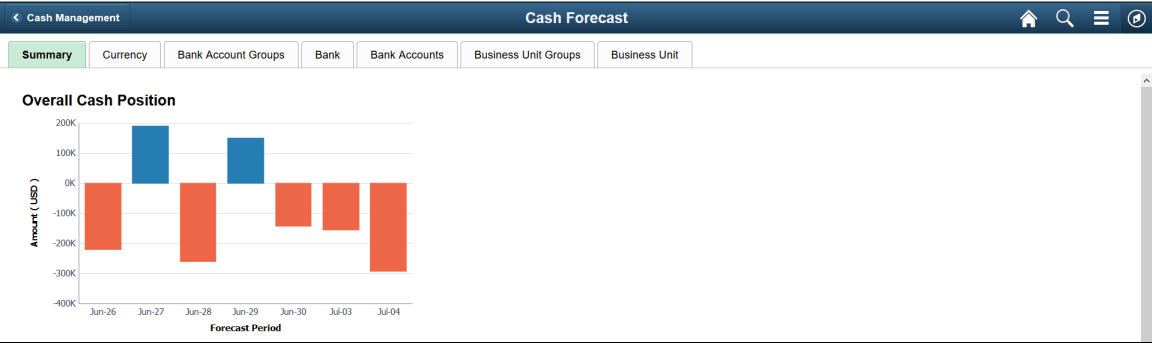 Cash Management
Cash Forecast
Summary
Currency
Bank Account Groups
Bank
Bank Accounts
Business Unit Groups
Business Unit
Overall Cash Position
Amount ( USD )
200K
100K
0K
-100K
-200K
-300K
-400K
Jun-26 Jun-27 Jun-28 Jun-29 Jun-30 Jul-03 Jul-04
Forecast Period